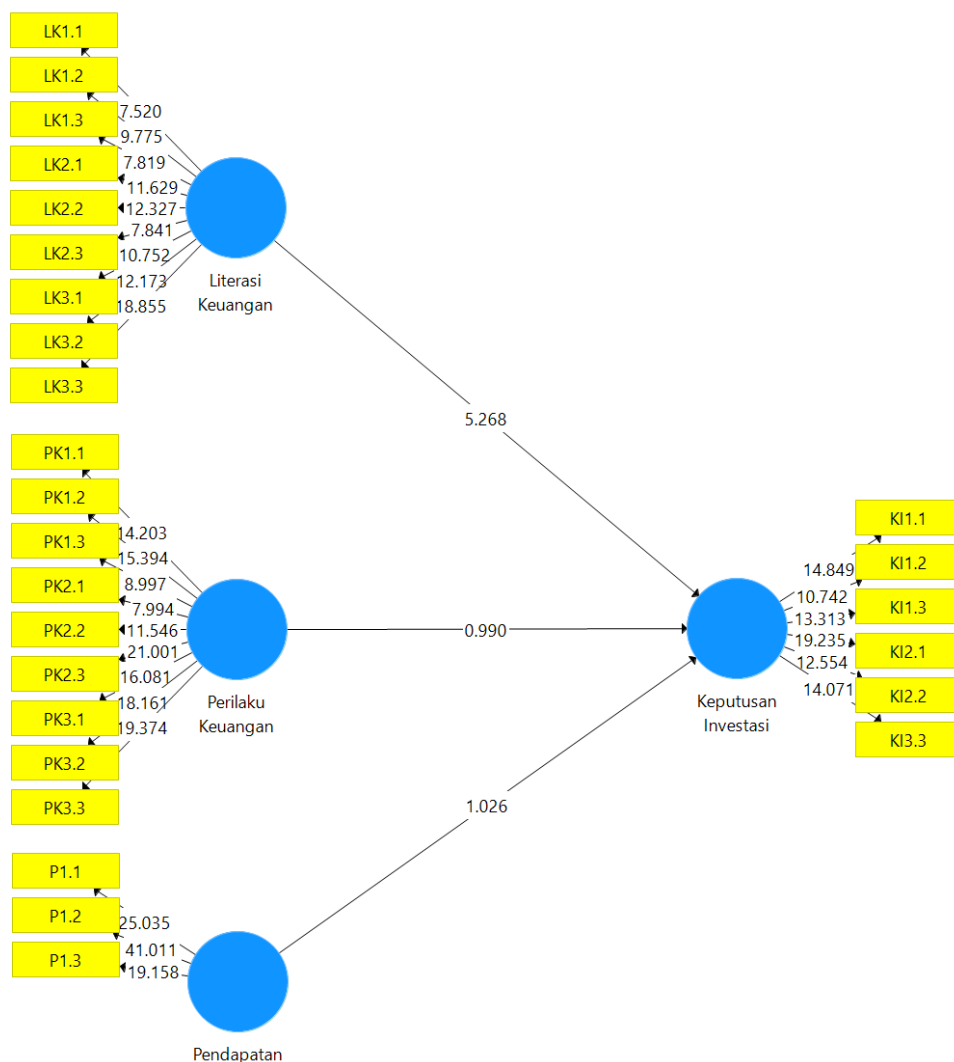 LK1.1
LK1.2
LK1.3
LK2.1
LK2.2
LK2.3
LK3.1
LK3.2
LK3.3
7.520
9.775
7.819
11.629
12.327
7.841
10.752
12.173
18.855
Literasi
Keuangan
5.268
PK1.1
PK1.2
PK1.3
PK2.1
PK2.2
PK2.3
PK3.1
PK3.2
PK3.3
14.203
15.394
8.997
7.994
11.546
21.001
16.081
18.161
19.374
Perilaku
Keuangan
0.990
P1.1
P1.2
P1.3
25.035
41.011
19.158
Pendapatan
1.026
Keputusan
Investasi
14.849
10.742
13.313
19.235
12.554
14.071
KI1.1
KI1.2
KI1.3
KI2.1
KI2.2
KI3.3